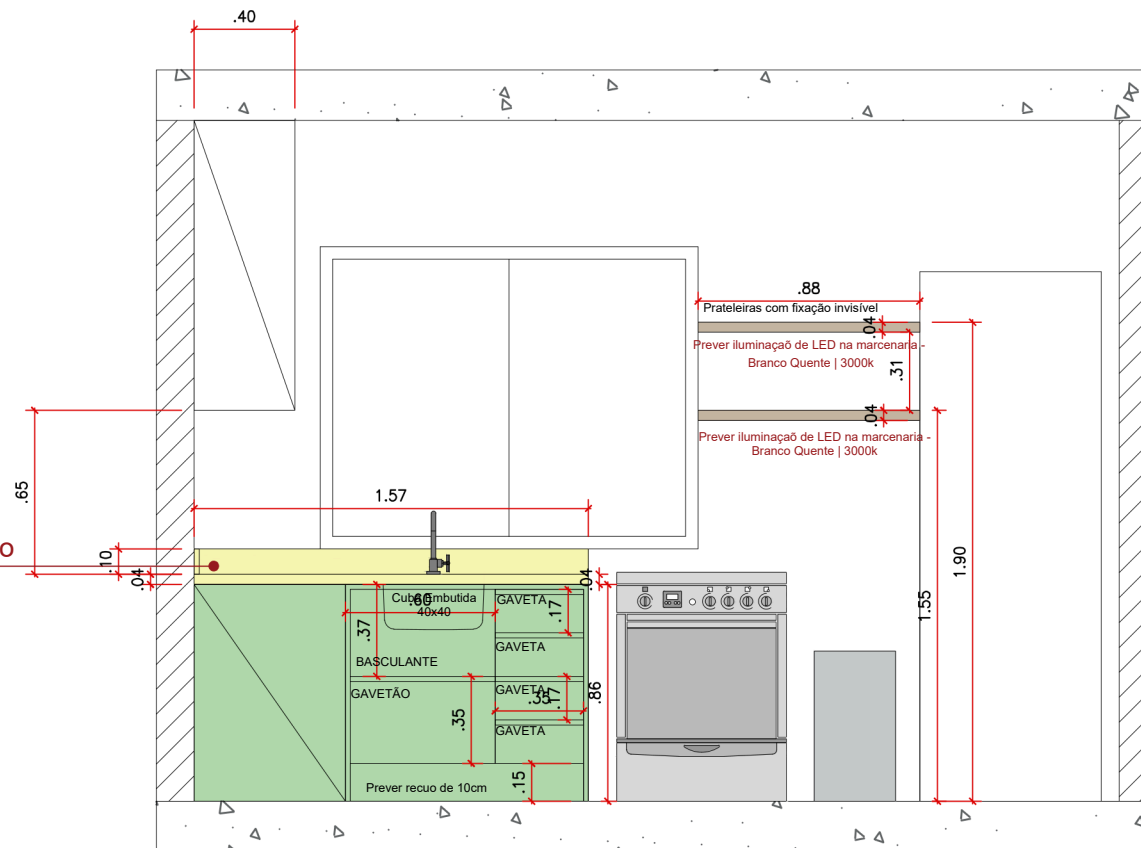 .40
.88
Prateleiras com fixação invisível
.04
Prever iluminaçaõ de LED na marcenaria -
Branco Quente | 3000k
.31
.04
Prever iluminaçaõ de LED na marcenaria -
Branco Quente | 3000k
.65
1.57
O
.10
.04
.04
1.90
1.55
Cuba Embutida
40x40
.60
.37
BASCULANTE
GAVETÃO
.35
GAVETA
.17
GAVETA
GAVETA
.17
.35
GAVETA
.86
.15
Prever recuo de 10cm